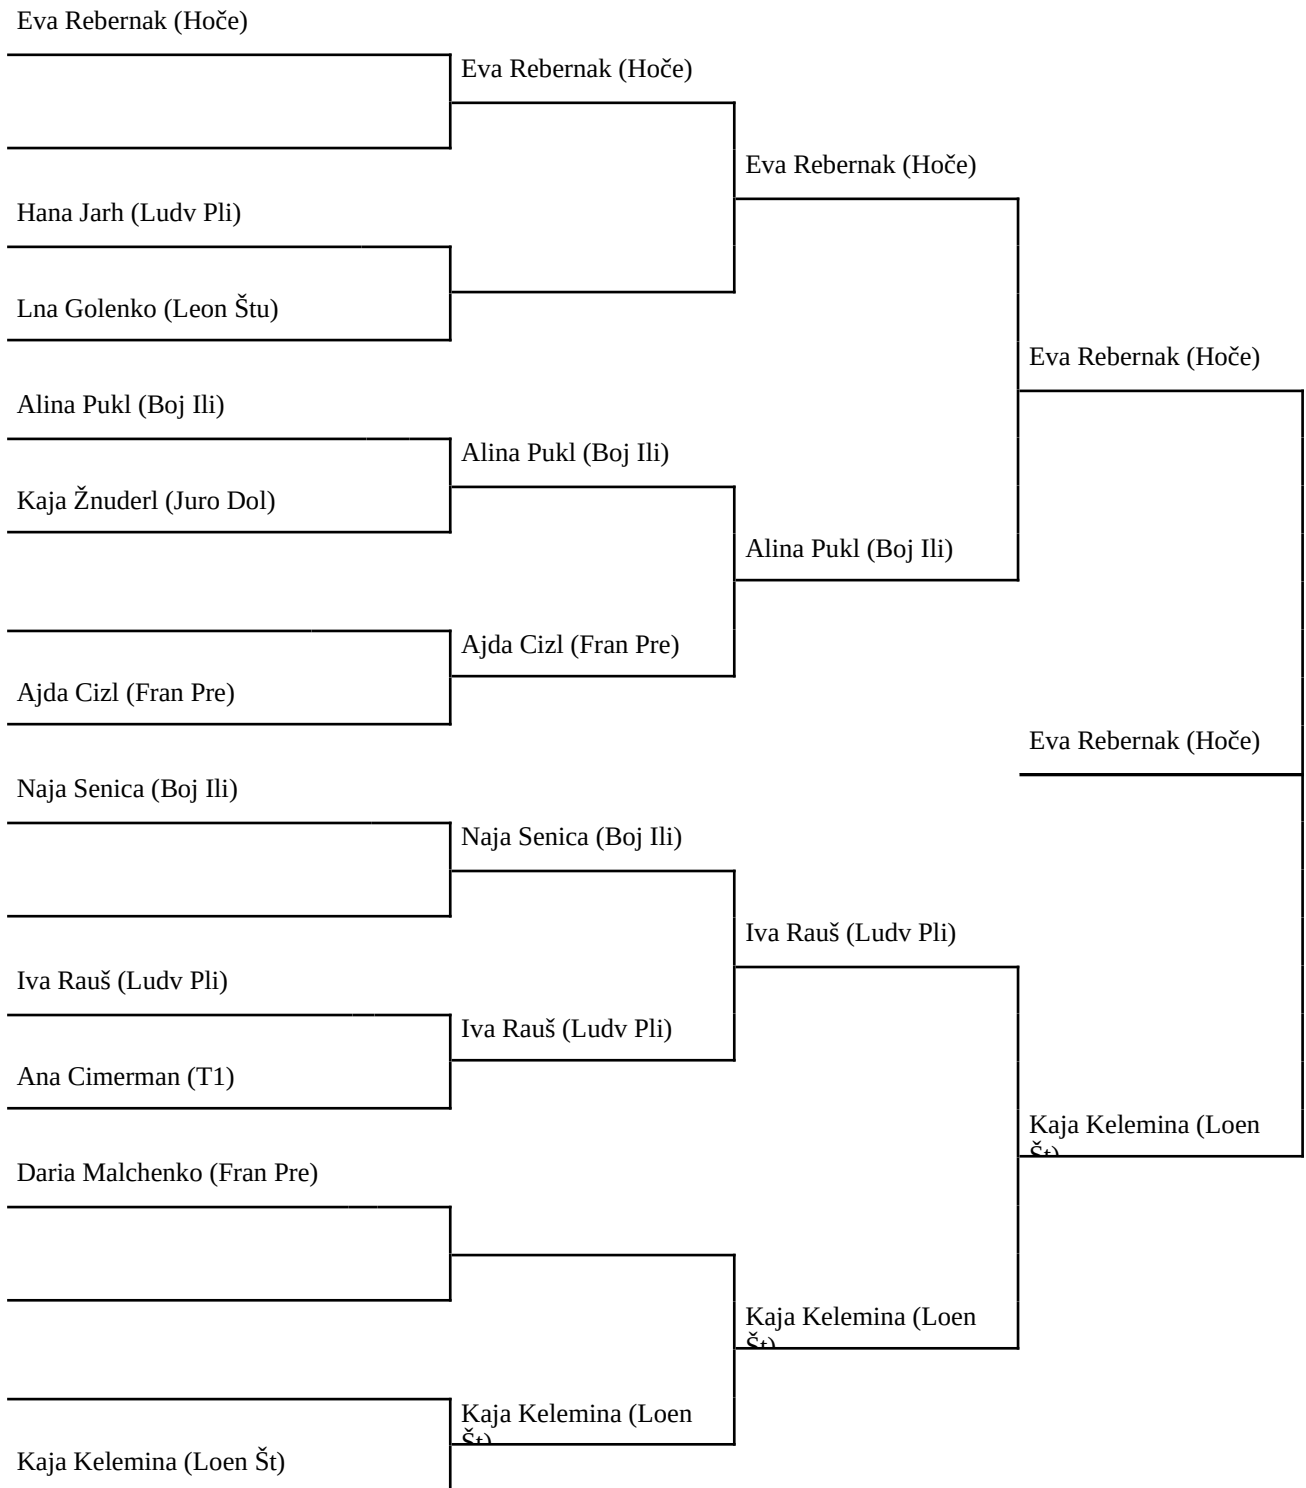 Eva Rebernak (Hoče)
Eva Rebernak (Hoče)
Eva Rebernak (Hoče)
Hana Jarh (Ludv Pli)
Lna Golenko (Leon Štu)
Eva Rebernak (Hoče)
Alina Pukl (Boj Ili)
Alina Pukl (Boj Ili)
Kaja Žnuderl (Juro Dol)
Alina Pukl (Boj Ili)
Ajda Cizl (Fran Pre)
Ajda Cizl (Fran Pre)
Eva Rebernak (Hoče)
Naja Senica (Boj Ili)
Naja Senica (Boj Ili)
Iva Rauš (Ludv Pli)
Iva Rauš (Ludv Pli)
Iva Rauš (Ludv Pli)
Ana Cimerman (T1)
Kaja Kelemina (Loen
Št)
Daria Malchenko (Fran Pre)
Kaja Kelemina (Loen
Št)
Kaja Kelemina (Loen
Št)
Kaja Kelemina (Loen Št)